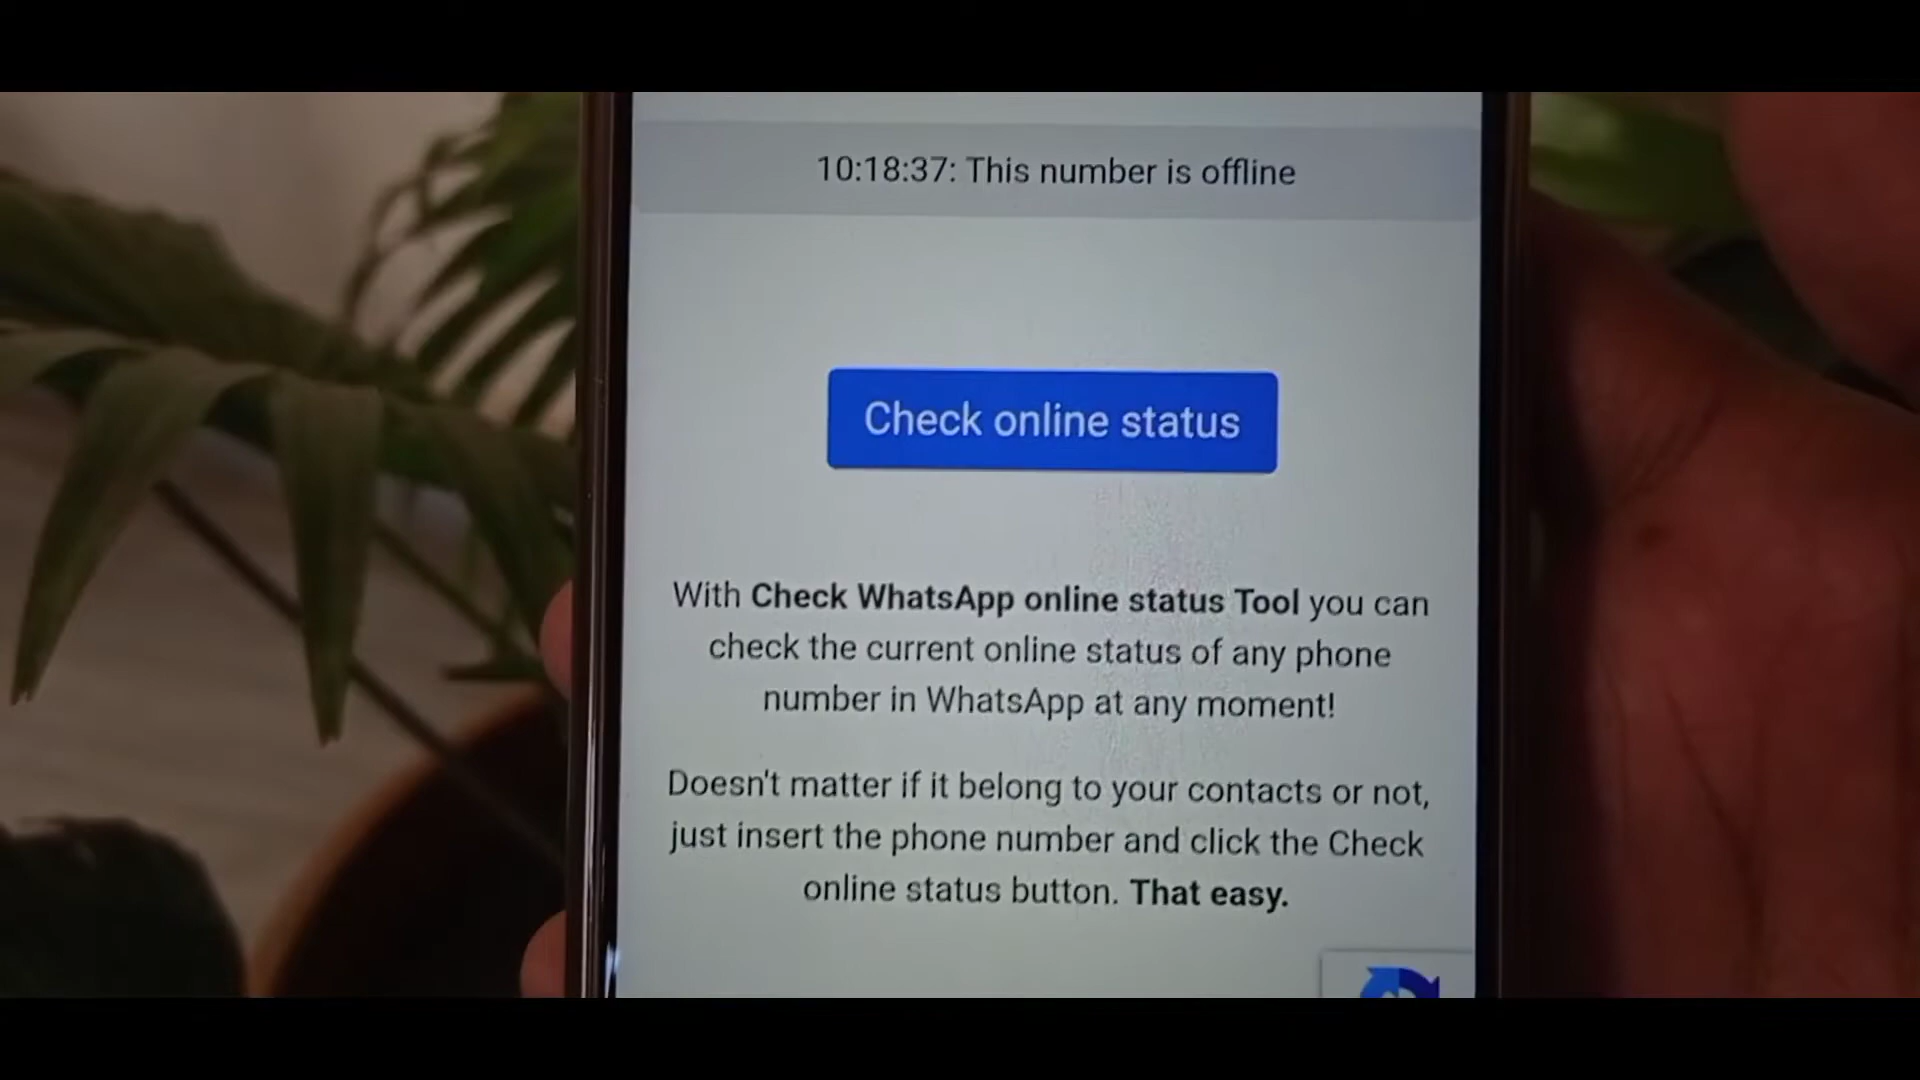 10:18:37: This number is offline
Check online status
With Check WhatsApp online status Tool you can
check the current online status of any phone
number in WhatsApp at any moment!
Doesn't matter if it belong to your contacts or not,
just insert the phone number and click the Check
online status button. That easy.